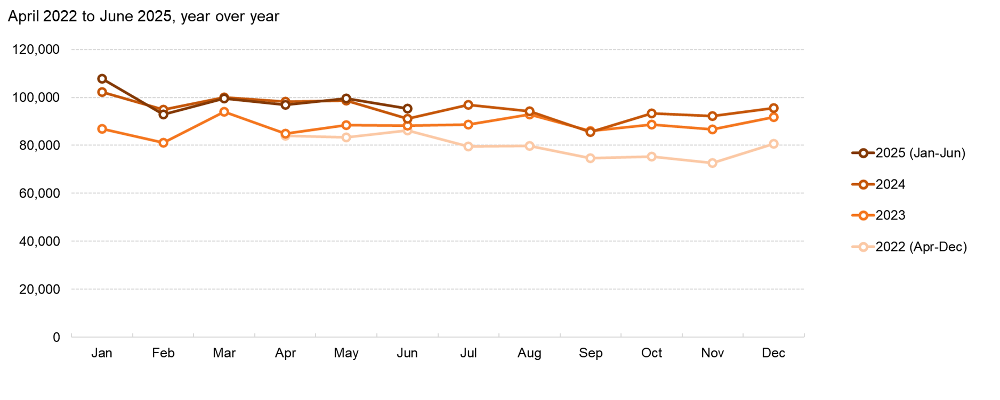 April 2022 to June 2025, year over year
120,000
100,000
80,000
60,000
40,000
20,000
0
Jan Feb Mar Apr May Jun Jul Aug Sep Oct Nov Dec
2025 (Jan-Jun)
2024
2023
2022 (Apr-Dec)